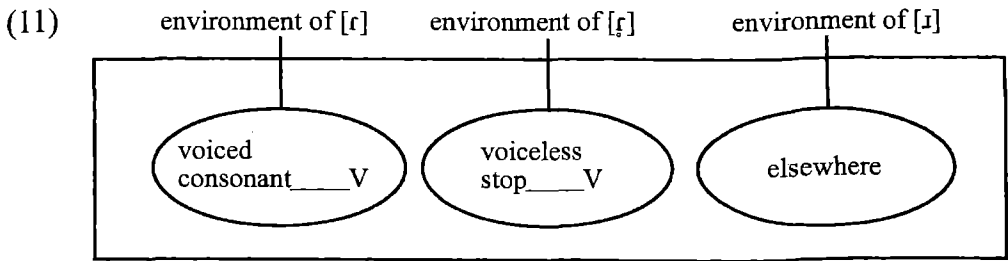 (11) environment of [ɾ] environment of [ɾ̥] environment of [ɹ]
voiced
consonant____V
voiceless
stop____V
elsewhere